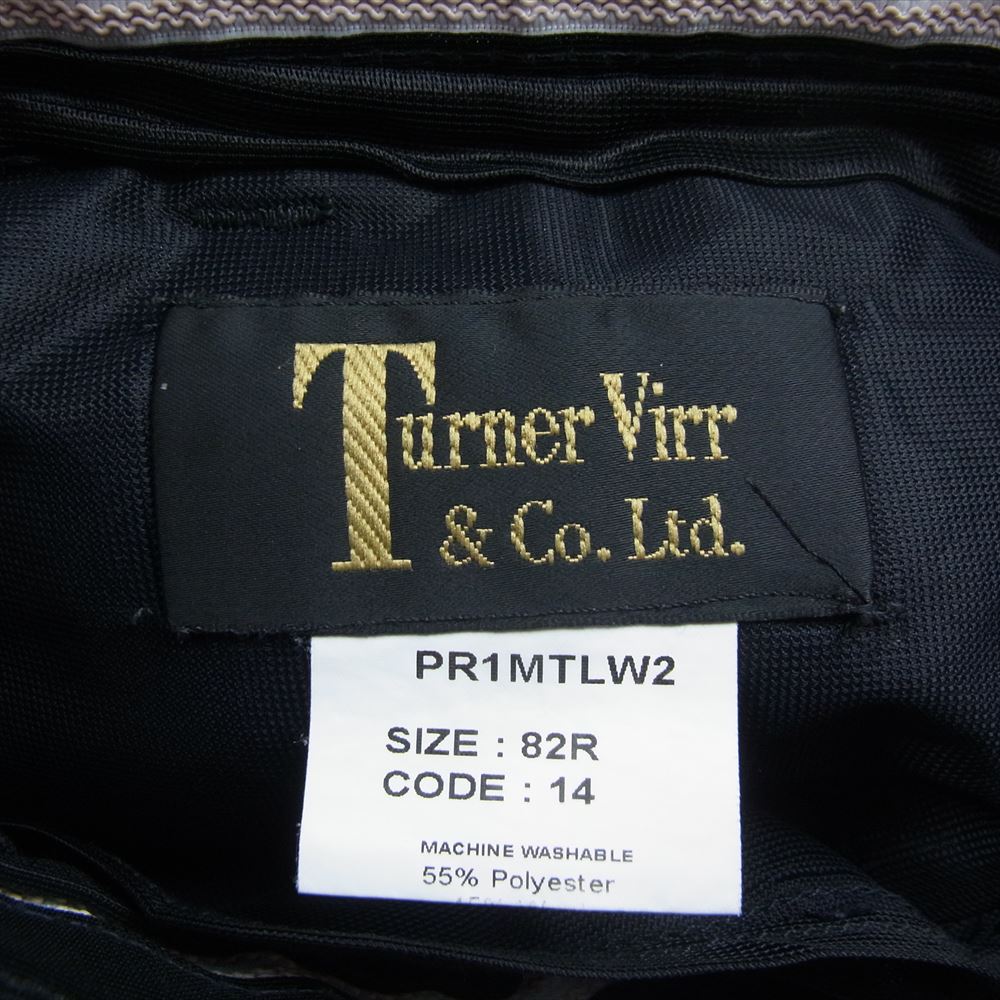 Turner Virr
& Co. Ltd.
PR1MTLW2
SIZE : 82R
CODE : 14
MACHINE WASHABLE
55% Polyester